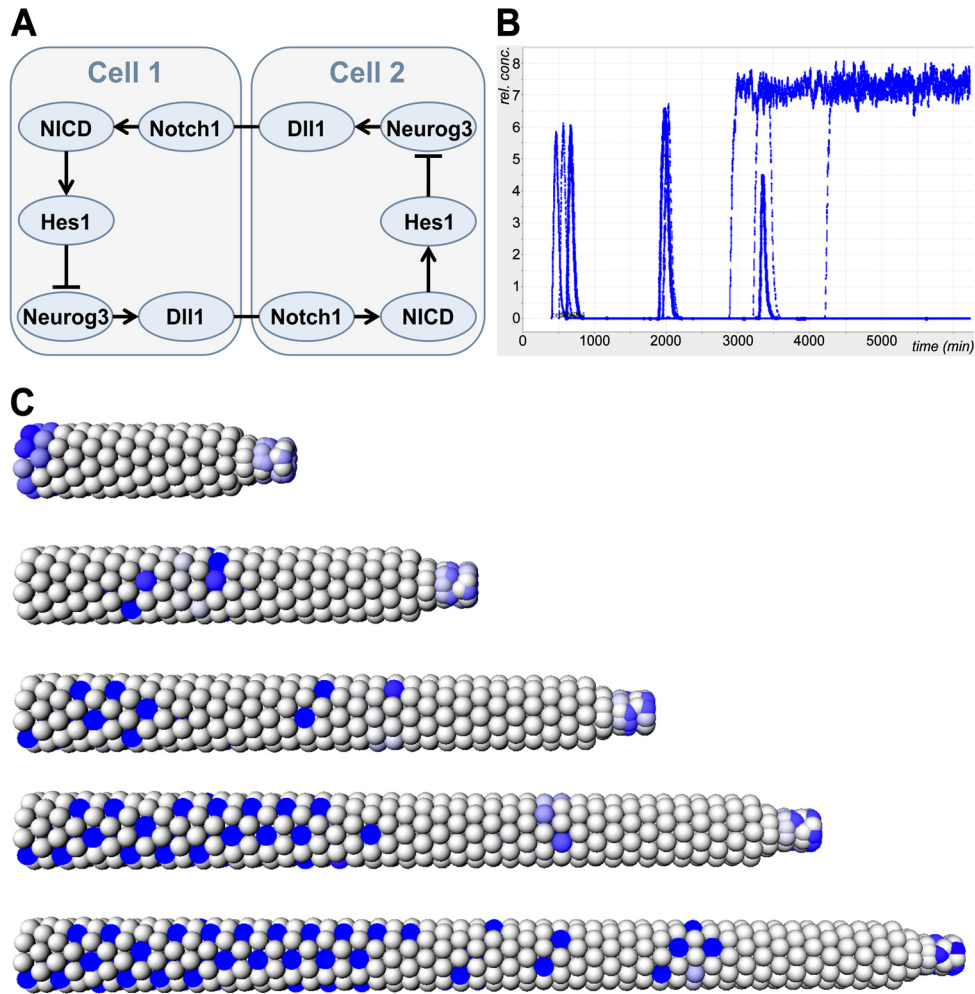 A
Cell 1
Cell 2
NICD
Notch1
Dll1
Neurog3
Hes1
Hes1
Neurog3
Dll1
Notch1
NICD
B
rel. conc.
8
7
6
5
4
3
2
1
0
0
1000
2000
3000
4000
5000
time (min)
C